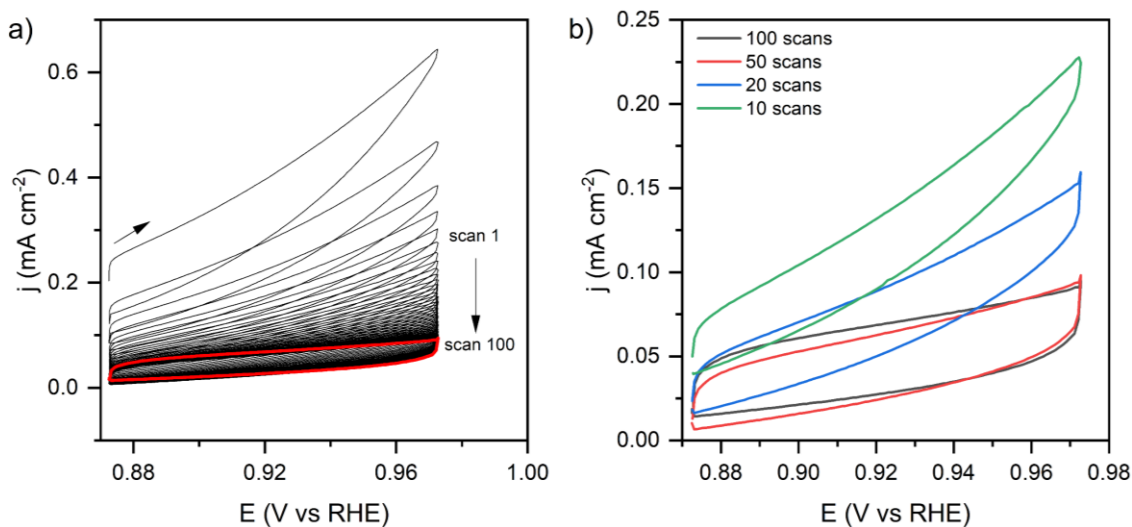 a)
j (mA cm⁻²)
0.6
0.4
0.2
0.0
scan 1
scan 100
0.88
0.92
0.96
1.00
E (V vs RHE)
b)
j (mA cm⁻²)
0.25
0.20
0.15
0.10
0.05
0.00
100 scans
50 scans
20 scans
10 scans
0.88
0.90
0.92
0.94
0.96
0.98
E (V vs RHE)